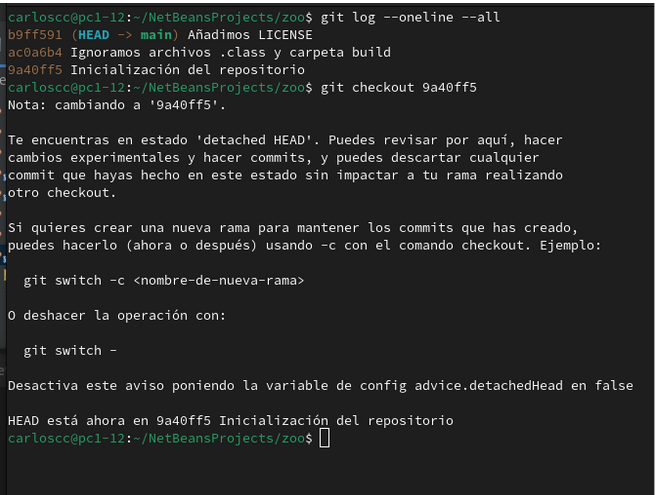 carloscc@pc1-12:~/NetBeansProjects/zoo$ git log --oneline --all
b9ff591 (HEAD -> main) Añadimos LICENSE
ac0a6b4 Ignoramos archivos .class y carpeta build
9a40ff5 Inicialización del repositorio
carloscc@pc1-12:~/NetBeansProjects/zoo$ git checkout 9a40ff5
Nota: cambiando a '9a40ff5'.
Te encuentras en estado 'detached HEAD'. Puedes revisar por aquí, hacer
cambios experimentales y hacer commits, y puedes descartar cualquier
commit que hayas hecho en este estado sin impactar a tu rama realizando
otro checkout.
Si quieres crear una nueva rama para mantener los commits que has creado,
puedes hacerlo (ahora o después) usando -c con el comando checkout. Ejemplo:
git switch -c <nombre-de-nueva-rama>
O deshacer la operación con:
git switch -
Desactiva este aviso poniendo la variable de config advice.detachedHead en false
HEAD está ahora en 9a40ff5 Inicialización del repositorio
carloscc@pc1-12:~/NetBeansProjects/zoo$